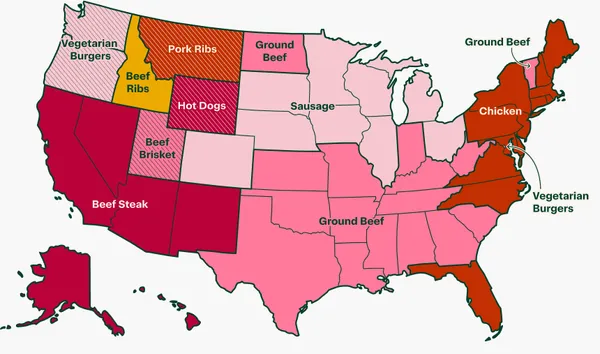 Vegetarian
Burgers
Pork Ribs
Ground
Beef
Ground Beef
Beef
Ribs
Hot Dogs
Sausage
Chicken
Beef
Brisket
Beef Steak
Ground Beef
Vegetarian
Burgers